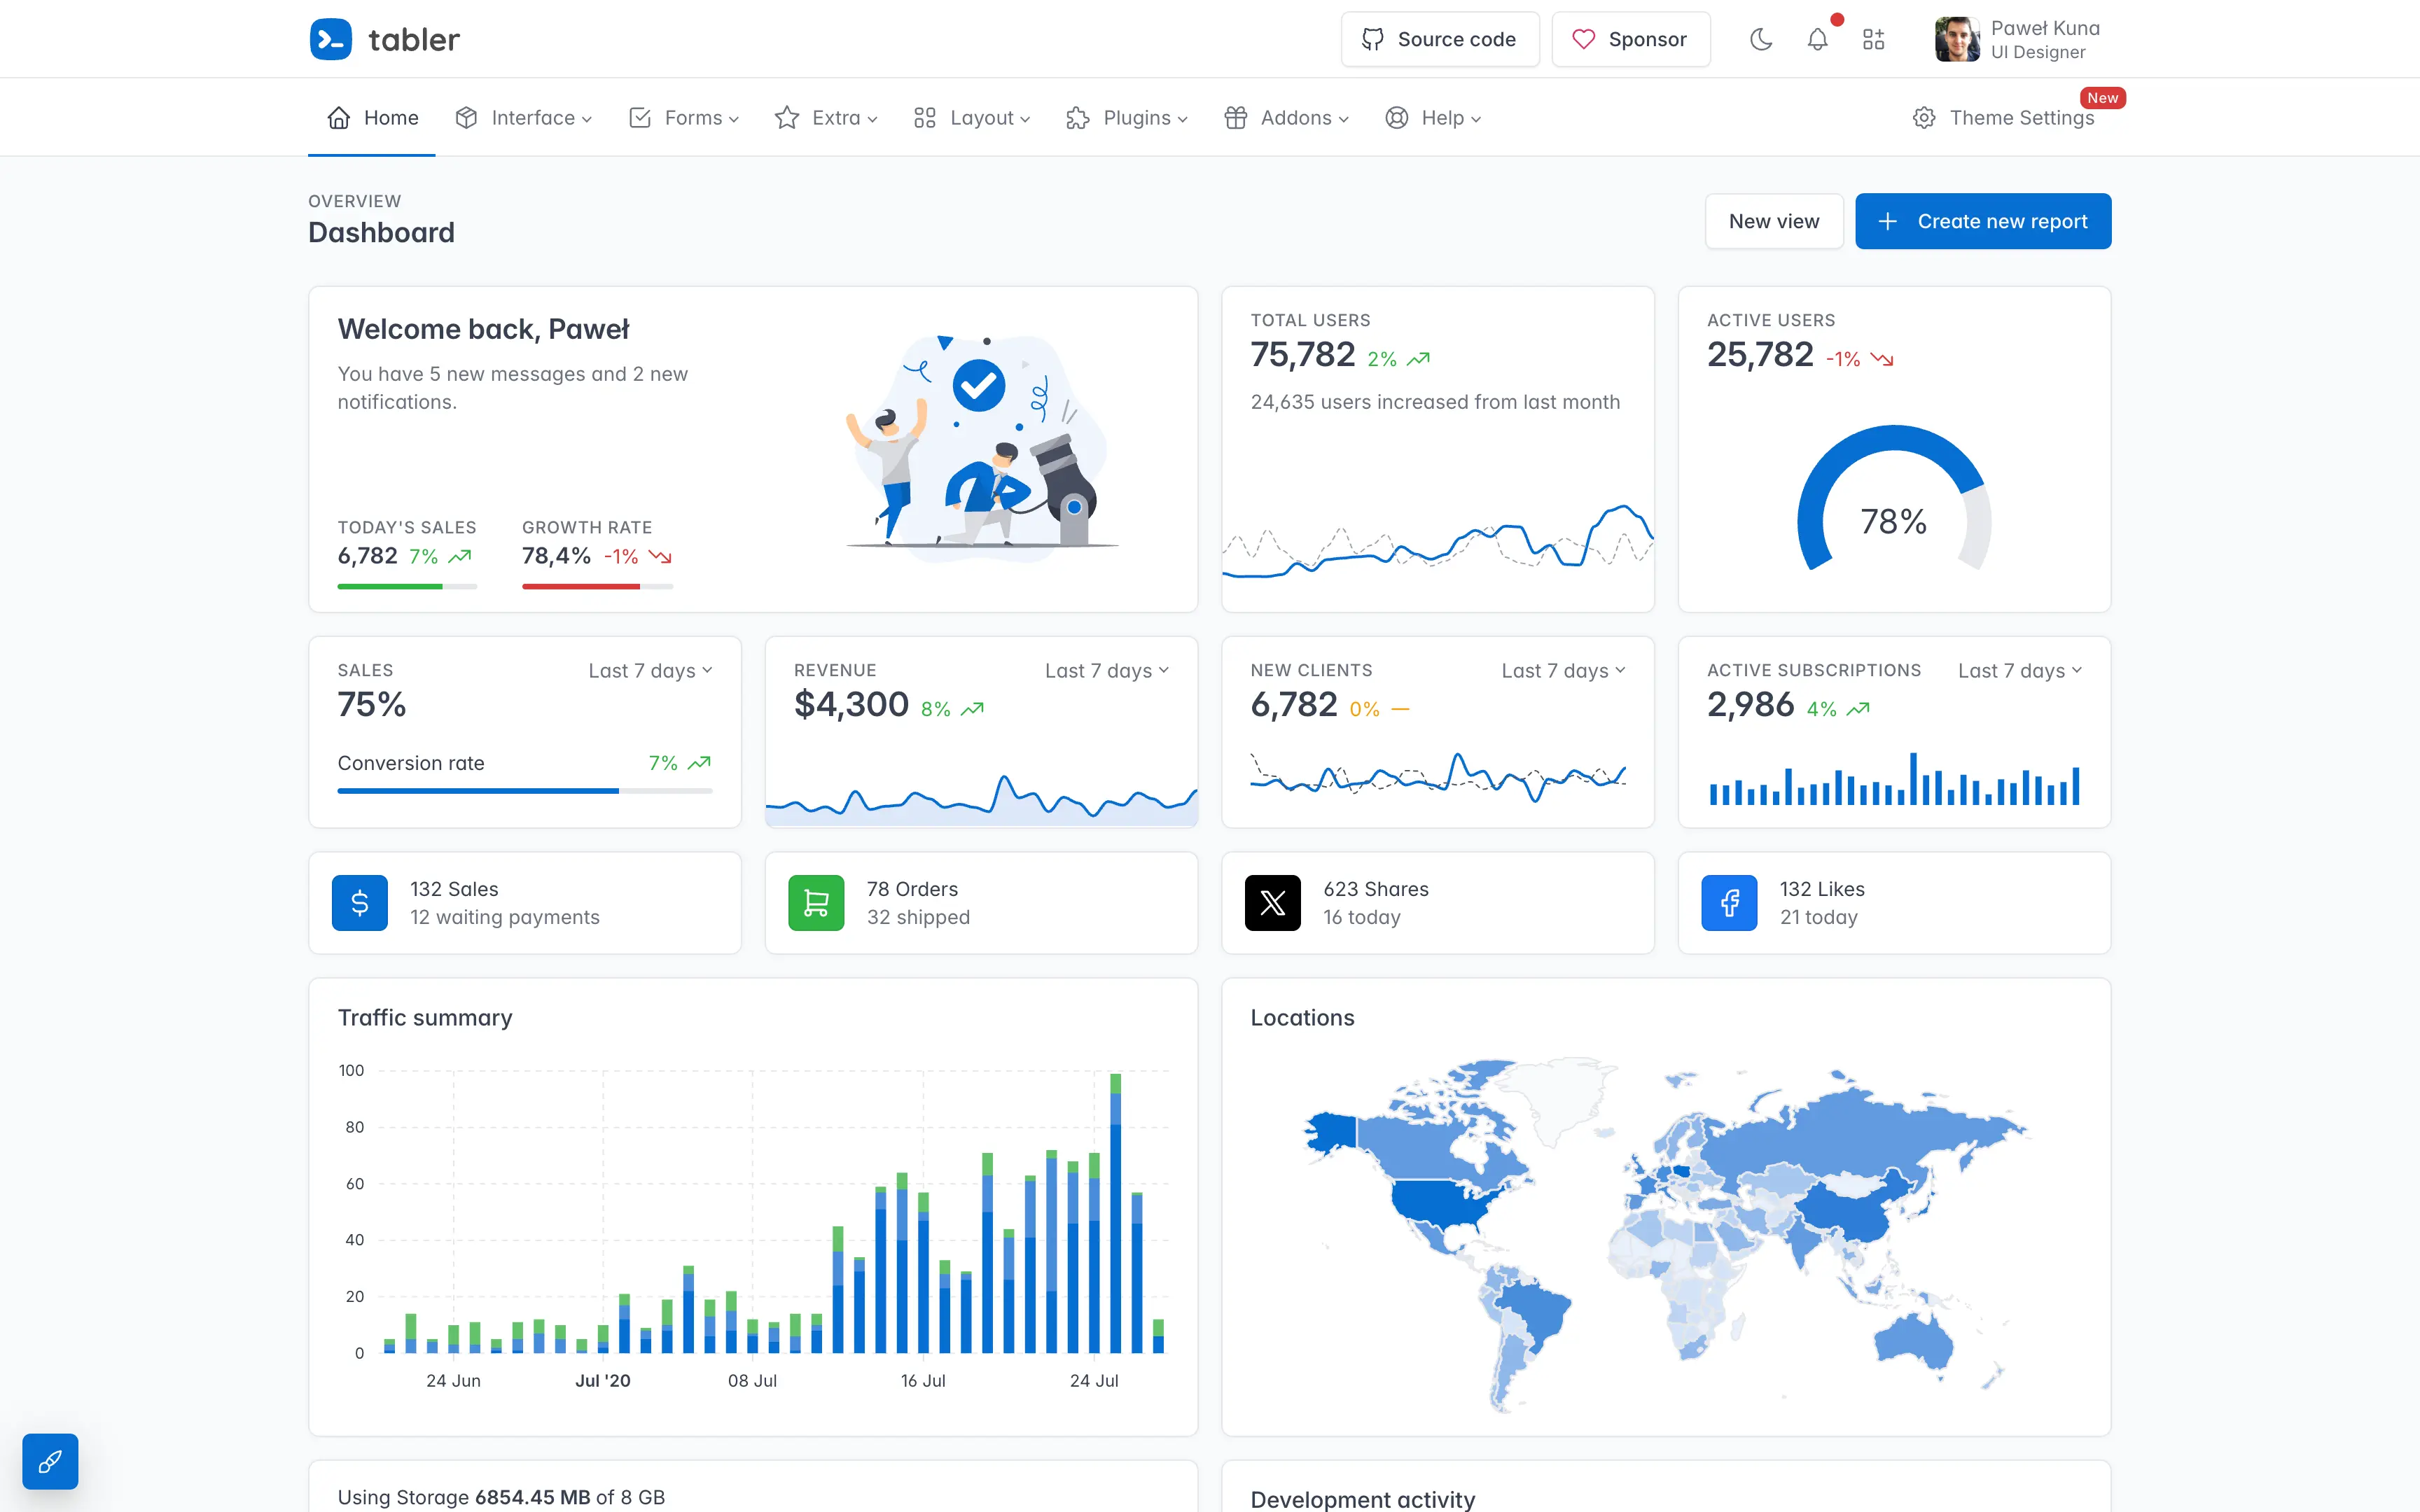 tabler
Source code
Sponsor
Paweł Kuna
UI Designer
Home
Interface
Forms
Extra
Layout
Plugins
Addons
Help
Theme Settings
New
OVERVIEW
Dashboard
New view
Create new report
Welcome back, Paweł
You have 5 new messages and 2 new
notifications.
TODAY'S SALES
6,782 7%
GROWTH RATE
78,4% -1%
TOTAL USERS
75,782 2%
24,635 users increased from last month
ACTIVE USERS
25,782 -1%
78%
SALES
Last 7 days
75%
Conversion rate
7%
REVENUE
Last 7 days
$4,300 8%
NEW CLIENTS
Last 7 days
6,782 0%
ACTIVE SUBSCRIPTIONS
Last 7 days
2,986 4%
132 Sales
12 waiting payments
78 Orders
32 shipped
623 Shares
16 today
132 Likes
21 today
Traffic summary
100
80
60
40
20
0
24 Jun
Jul '20
08 Jul
16 Jul
24 Jul
Locations
Using Storage 6854.45 MB of 8 GB
Development activity